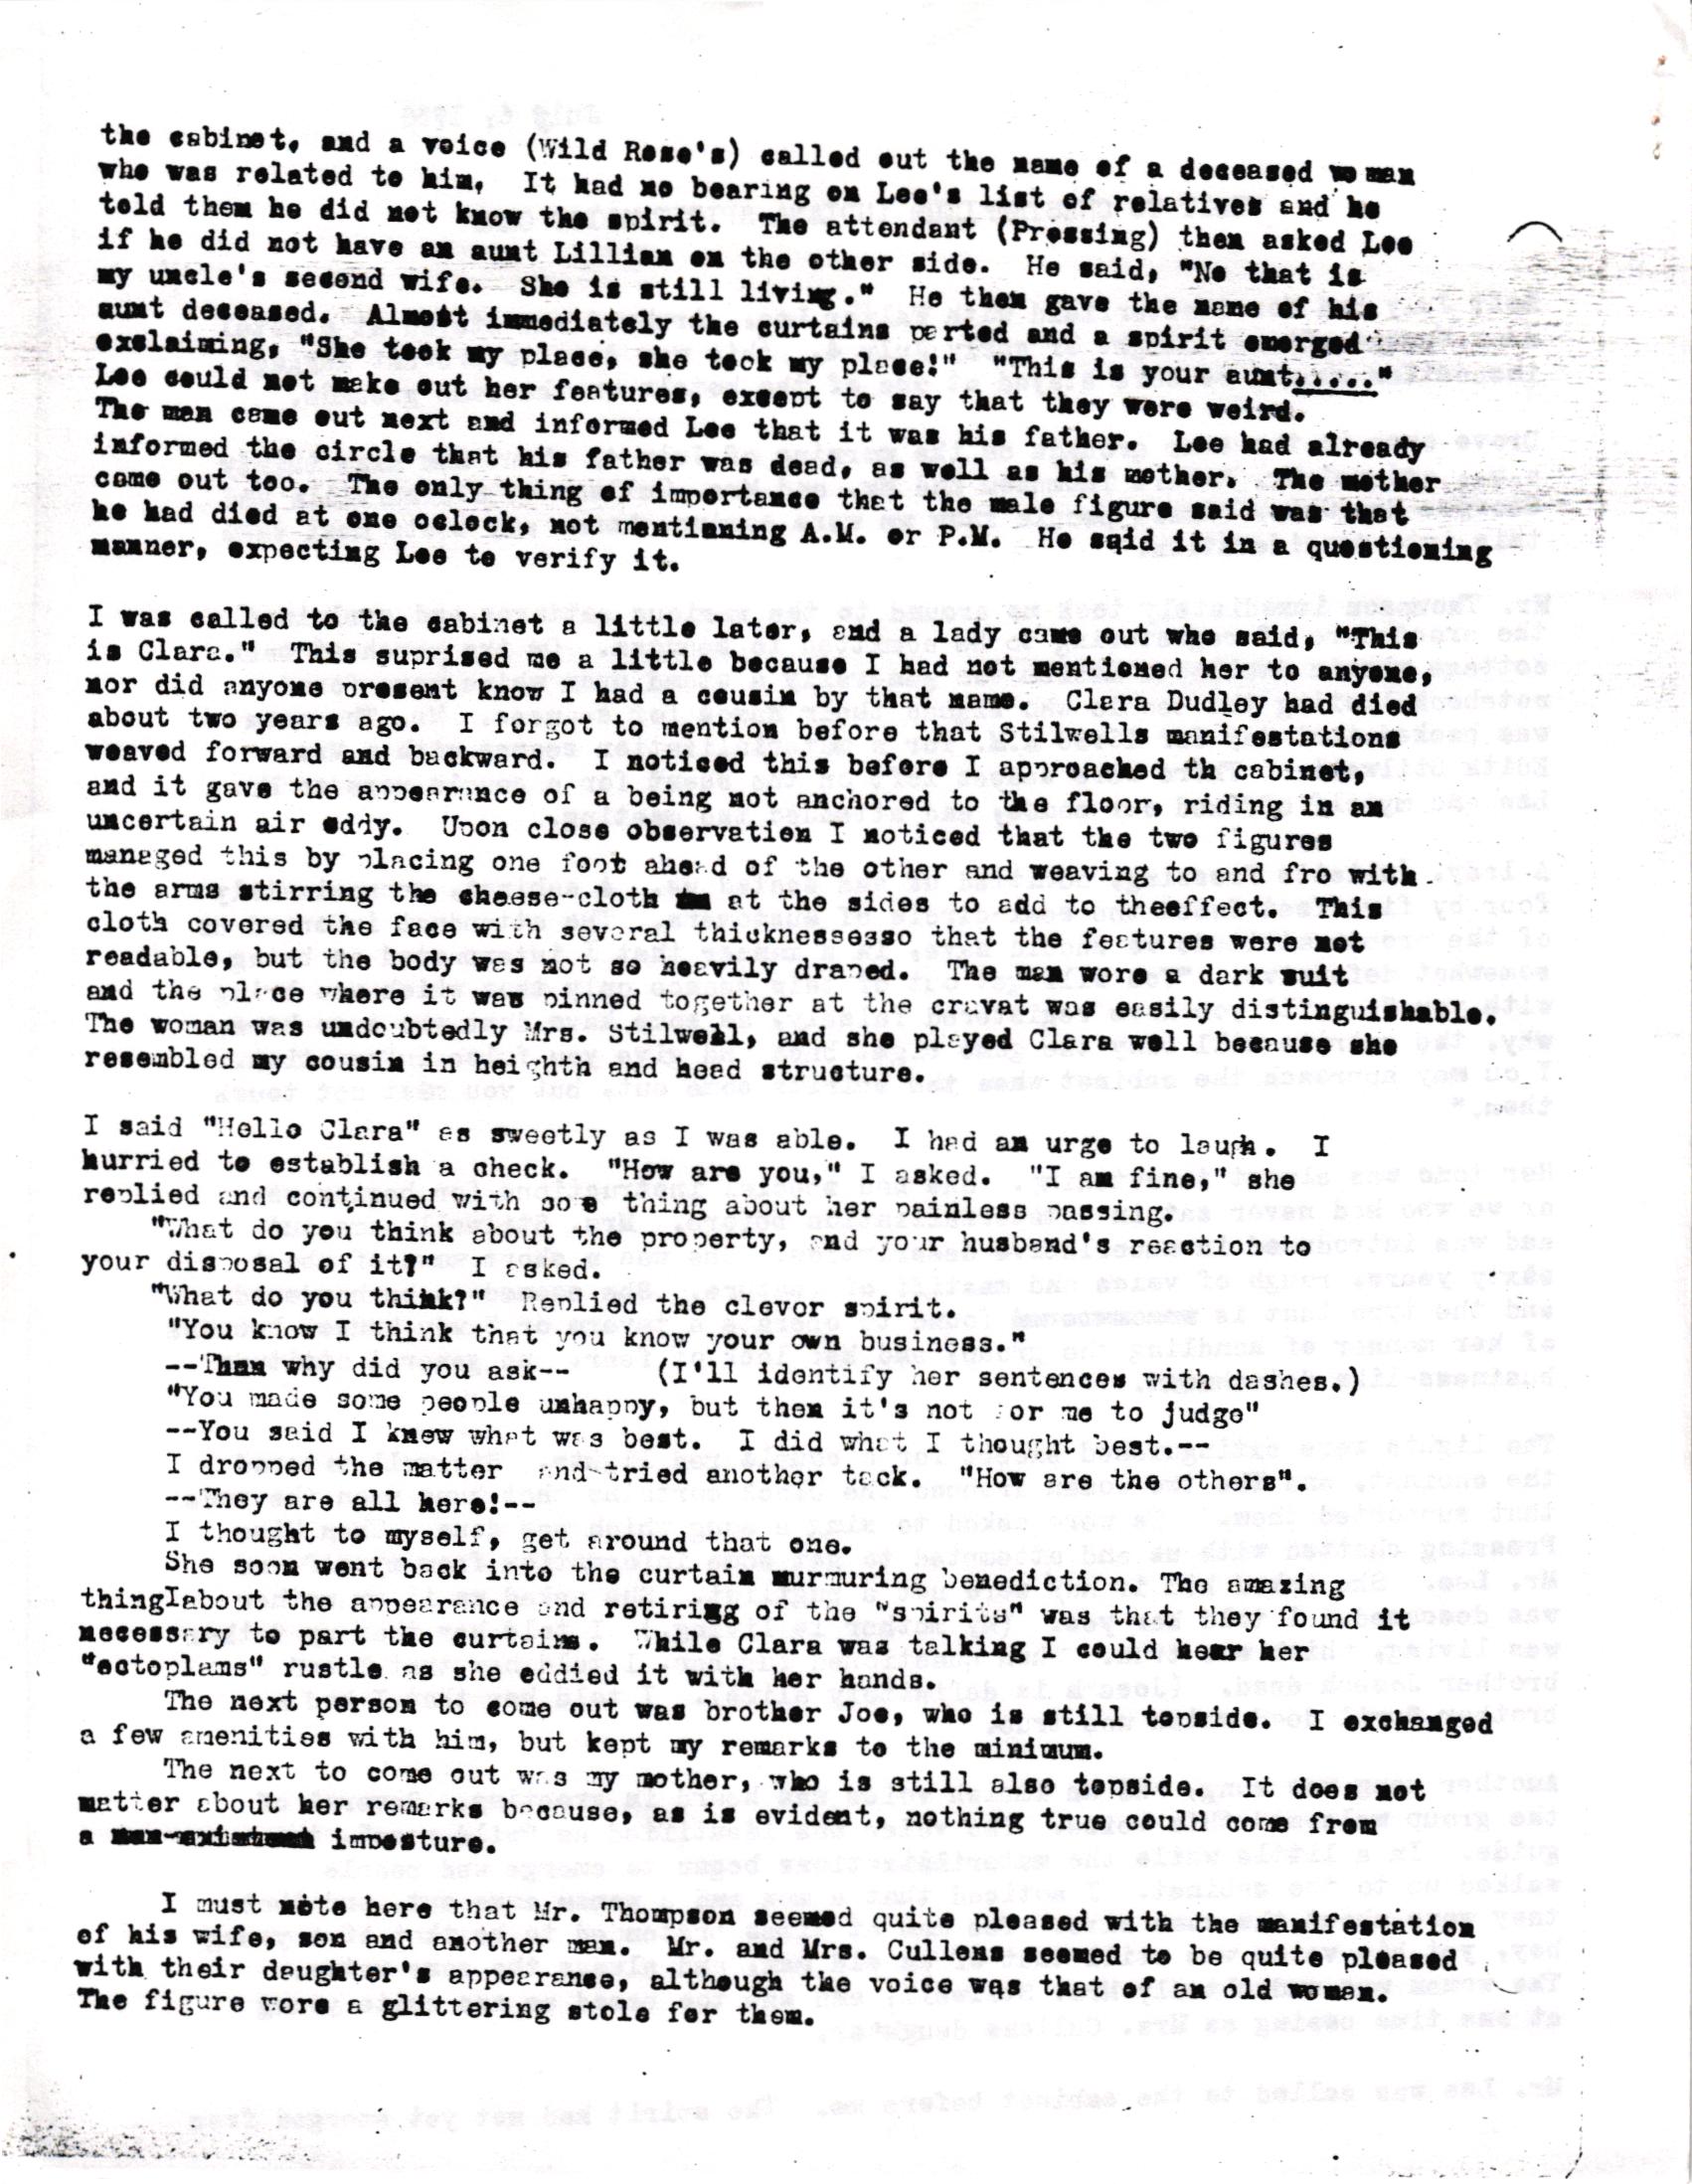 the cabinet, and a voice (Wild Rose's) called out the name of a deceased woman
who was related to him. It had no bearing on Lee's list of relatives and he
told them he did not know the spirit. The attendant (Pressing) then asked Lee
if he did not have an aunt Lillian on the other side. He said, "No that is
my uncle's second wife. She is still living." He then gave the name of his
aunt deceased. Almost immediately the curtains parted and a spirit emerged
exclaiming, "She took my place, she took my place!" "This is your aunt....."
Lee could not make out her features, except to say that they were weird.
The man came out next and informed Lee that it was his father. Lee had already
informed the circle that his father was dead, as well as his mother. The mother
came out too. The only thing of importance that the male figure said was that
he had died at one oclock, not mentioning A.M. or P.M. He said it in a questioning
manner, expecting Lee to verify it.

I was called to the cabinet a little later, and a lady came out who said, "This
is Clara." This suprised me a little because I had not mentioned her to anyone,
nor did anyone present know I had a cousin by that name. Clara Dudley had died
about two years ago. I forgot to mention before that Stilwells manifestations
weaved forward and backward. I noticed this before I approached th cabinet,
and it gave the appearance of a being not anchored to the floor, riding in an
uncertain air eddy. Upon close observation I noticed that the two figures
managed this by placing one foot ahead of the other and weaving to and fro with
the arms stirring the cheese-cloth at the sides to add to theeffect. This
cloth covered the face with several thicknessesso that the features were not
readable, but the body was not so heavily draped. The man wore a dark suit
and the place where it was pinned together at the cravat was easily distinguishable.
The woman was undoubtedly Mrs. Stilwell, and she played Clara well because she
resembled my cousin in heighth and head structure.

I said "Hello Clara" as sweetly as I was able. I had an urge to laugh. I
hurried to establish a check. "How are you," I asked. "I am fine," she
replied and continued with some thing about her painless passing.
"What do you think about the property, and your husband's reaction to
your disposal of it?" I asked.
"What do you think?" Replied the clever spirit.
"You know I think that you know your own business."
--Then why did you ask-- (I'll identify her sentences with dashes.)
"You made some people unhappy, but then it's not for me to judge"
--You said I knew what was best. I did what I thought best.--
I dropped the matter and tried another tack. "How are the others".
--They are all here!--
I thought to myself, get around that one.
She soon went back into the curtain murmuring benediction. The amazing
thingIabout the appearance and retiring of the "spirits" was that they found it
necessary to part the curtains. While Clara was talking I could hear her
"ectoplams" rustle as she eddied it with her hands.
The next person to come out was brother Joe, who is still topside. I exchanged
a few amenities with him, but kept my remarks to the minimum.
The next to come out was my mother, who is still also topside. It does not
matter about her remarks because, as is evident, nothing true could come from
a imposture.

I must note here that Mr. Thompson seemed quite pleased with the manifestation
of his wife, son and another man. Mr. and Mrs. Cullens seemed to be quite pleased
with their daughter's appearance, although the voice was that of an old woman.
The figure wore a glittering stole for them.